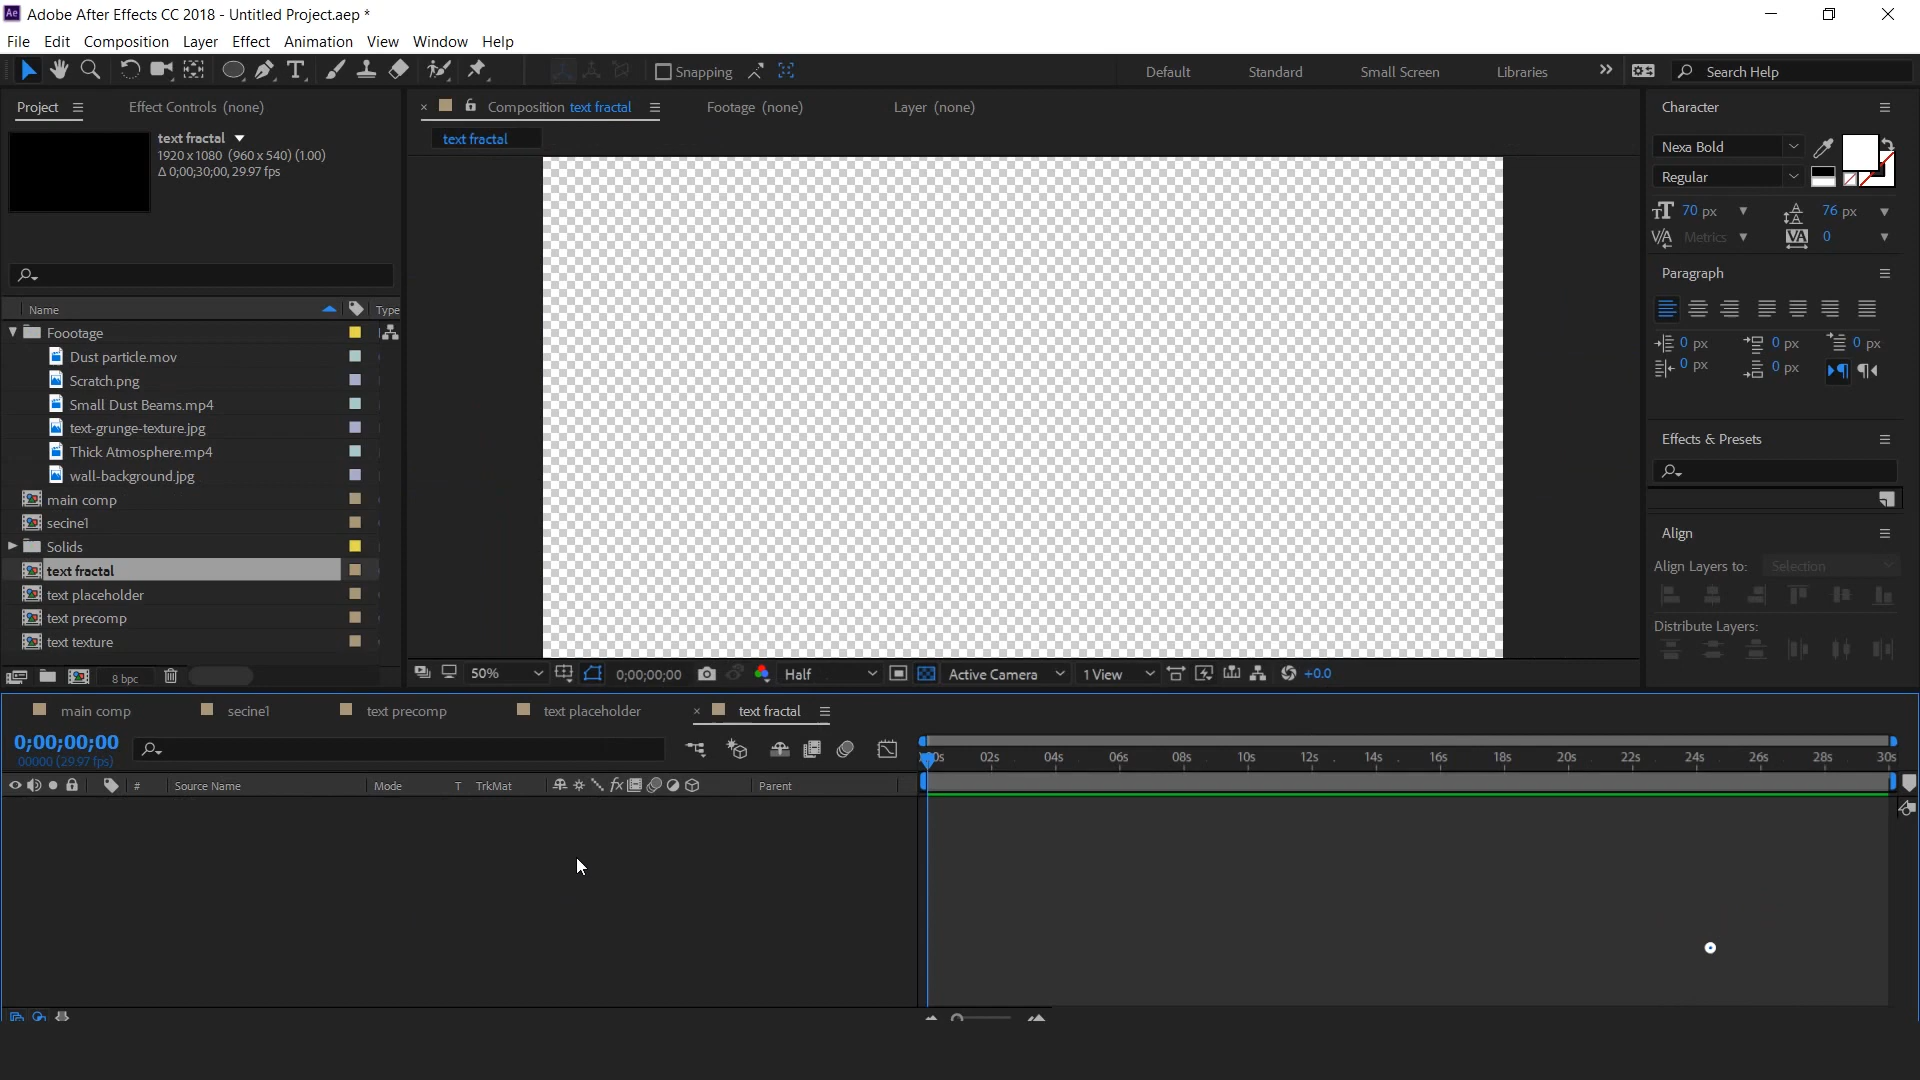 Ae Adobe After Effects CC 2018 - Untitled Project.aep *
File Edit Composition Layer Effect Animation View Window Help
T Snapping Default Standard Small Screen Libraries Search Help
Project Effect Controls (none) Composition text fractal Footage (none) Layer (none) Character
text fractal
text fractal
1920 x 1080 (960 x 540) (1.00)
Δ 0;00;30;00, 29.97 fps
Nexa Bold
Regular
70 px 76 px
Metrics 0
Paragraph
0 px 0 px 0 px
0 px 0 px
Name Type
Foootage
Dust particle.mov
Scratch.png
Small Dust Beams.mp4
text-grunge-texture.jpg
Thick Atmosphere.mp4
wall-background.jpg
main comp
secine1
Solids
text fractal
text placeholder
text precomp
text texture
8 bpc
Effects & Presets
Align
Align Layers to: Selection
Distribute Layers:
50% 0;00;00;00 Half Active Camera 1 View +0.0
main comp secine1 text precomp text placeholder text fractal
0;00;00;00
00000 (29.97 fps)
02s 04s 06s 08s 10s 12s 14s 16s 18s 20s 22s 24s 26s 28s 30s
# Source Name Mode T TrkMat fx Parent